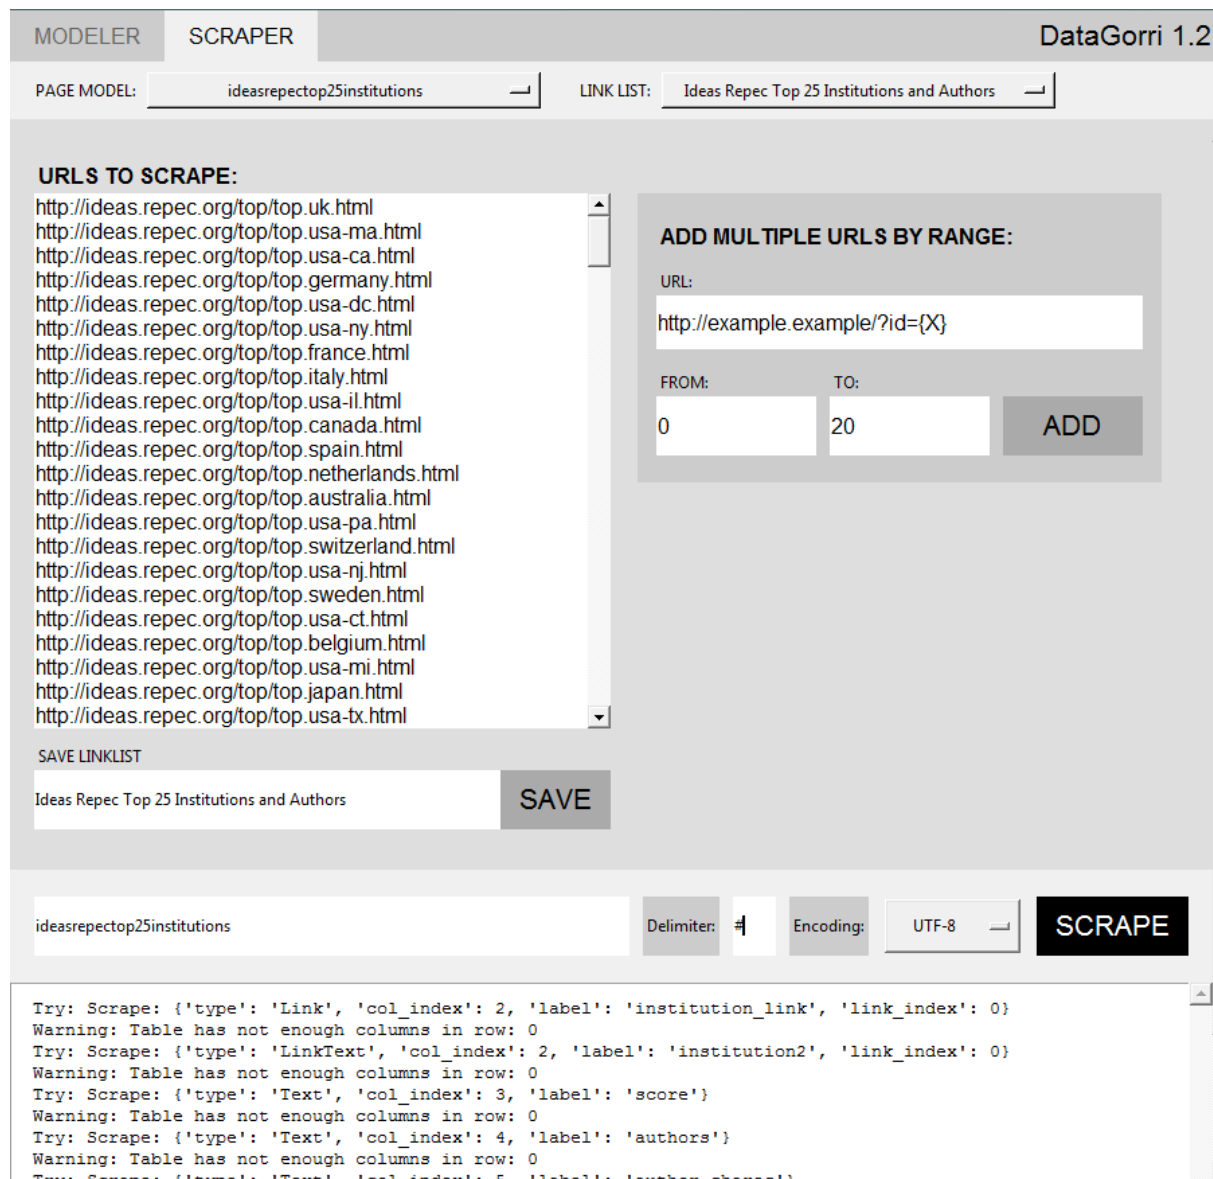 MODELER SCRAPER DataGorri 1.2
PAGE MODEL: ideasrepectop25institutions LINK LIST: Ideas Repec Top 25 Institutions and Authors
URLS TO SCRAPE:
http://ideas.repec.org/top/top.uk.html
http://ideas.repec.org/top/top.usa-ma.html
http://ideas.repec.org/top/top.usa-ca.html
http://ideas.repec.org/top/top.germany.html
http://ideas.repec.org/top/top.usa-dc.html
http://ideas.repec.org/top/top.usa-ny.html
http://ideas.repec.org/top/top.france.html
http://ideas.repec.org/top/top.italy.html
http://ideas.repec.org/top/top.usa-il.html
http://ideas.repec.org/top/top.canada.html
http://ideas.repec.org/top/top.spain.html
http://ideas.repec.org/top/top.netherlands.html
http://ideas.repec.org/top/top.australia.html
http://ideas.repec.org/top/top.usa-pa.html
http://ideas.repec.org/top/top.switzerland.html
http://ideas.repec.org/top/top.usa-nj.html
http://ideas.repec.org/top/top.sweden.html
http://ideas.repec.org/top/top.usa-ct.html
http://ideas.repec.org/top/top.belgium.html
http://ideas.repec.org/top/top.usa-mi.html
http://ideas.repec.org/top/top.japan.html
http://ideas.repec.org/top/top.usa-tx.html
SAVE LINKLIST
Ideas Repec Top 25 Institutions and Authors SAVE
ADD MULTIPLE URLS BY RANGE:
URL:
http://example.example/?id={X}
FROM: TO:
0 20 ADD
ideasrepectop25institutions Delimiter: # Encoding: UTF-8 SCRAPE
Try: Scrape: {'type': 'Link', 'col_index': 2, 'label': 'institution_link', 'link_index': 0}
Warning: Table has not enough columns in row: 0
Try: Scrape: {'type': 'LinkText', 'col_index': 2, 'label': 'institution2', 'link_index': 0}
Warning: Table has not enough columns in row: 0
Try: Scrape: {'type': 'Text', 'col_index': 3, 'label': 'score'}
Warning: Table has not enough columns in row: 0
Try: Scrape: {'type': 'Text', 'col_index': 4, 'label': 'authors'}
Warning: Table has not enough columns in row: 0
Try: Scrape: {'type': 'Text', 'col_index': 5, 'label': 'author_shares'}